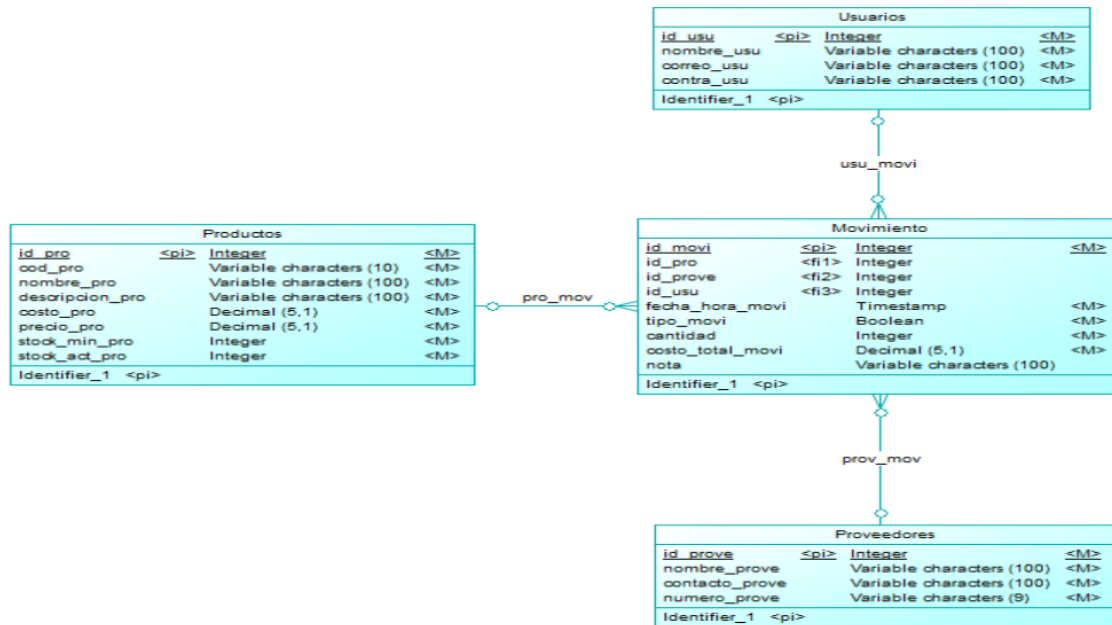 Usuarios
id_usu <pi> Integer <M>
nombre_usu Variable characters (100) <M>
correo_usu Variable characters (100) <M>
contra_usu Variable characters (100) <M>
Identifier_1 <pi>
usu_movi
Productos
id_pro <pi> Integer <M>
cod_pro Variable characters (10) <M>
nombre_pro Variable characters (100) <M>
descripcion_pro Variable characters (100) <M>
costo_pro Decimal (5,1) <M>
precio_pro Decimal (5,1) <M>
stock_min_pro Integer <M>
stock_act_pro Integer <M>
Identifier_1 <pi>
pro_mov
Movimiento
id_movi <pi> Integer <M>
id_pro <fi1> Integer
id_prove <fi2> Integer
id_usu <fi3> Integer
fecha_hora_movi Timestamp <M>
tipo_movi Boolean <M>
cantidad Integer <M>
costo_total_movi Decimal (5,1) <M>
nota Variable characters (100)
Identifier_1 <pi>
prov_mov
Proveedores
id_prove <pi> Integer <M>
nombre_prove Variable characters (100) <M>
contacto_prove Variable characters (100) <M>
numero_prove Variable characters (9) <M>
Identifier_1 <pi>